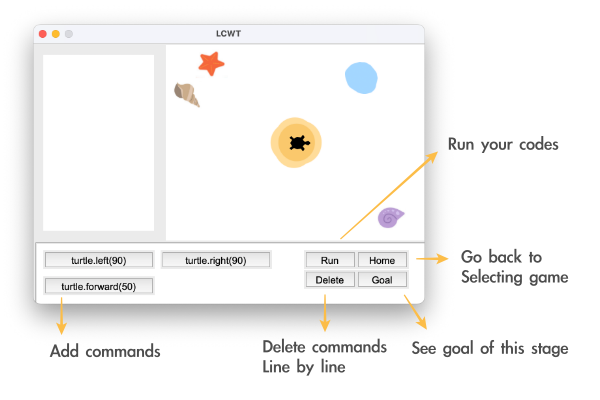 LCWT
Run your codes
turtle.left(90)
turtle.right(90)
Run
Home
Go back to
Selecting game
turtle.forward(50)
Delete
Goal
Add commands
Delete commands
Line by line
See goal of this stage